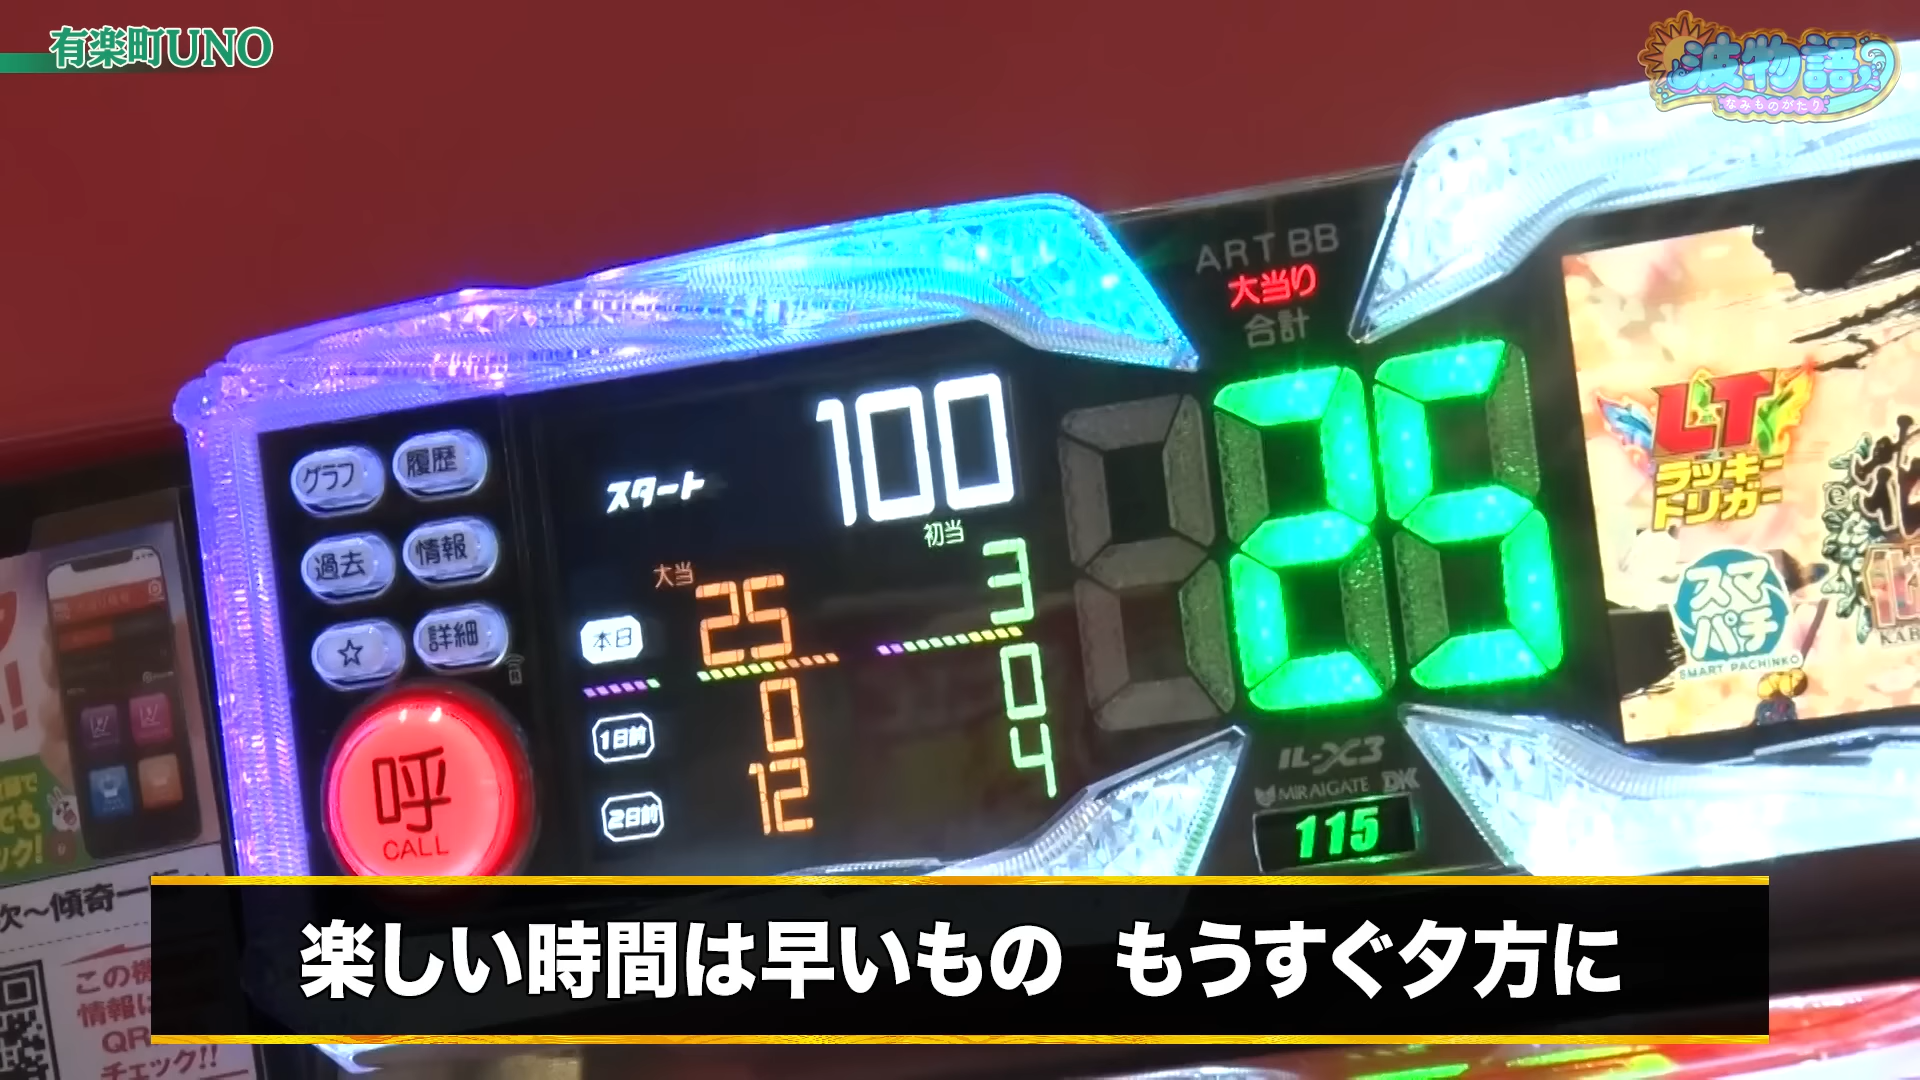 有楽町UNO
波物語
なみものがたり
ART BB
大当り
合計
25
グラフ
履歴
過去
情報
☆
詳細
呼
CALL
スタート 100
大当 初当
本日 25 3
1日前 0 0
2日前 12 4
IL-X3
MIRAIGATE DK
115
LT
ラッキー
トリガー
スマ
パチ
SMART PACHINKO
この機
情報は
QR
チェック!!
楽しい時間は早いもの もうすぐ夕方に